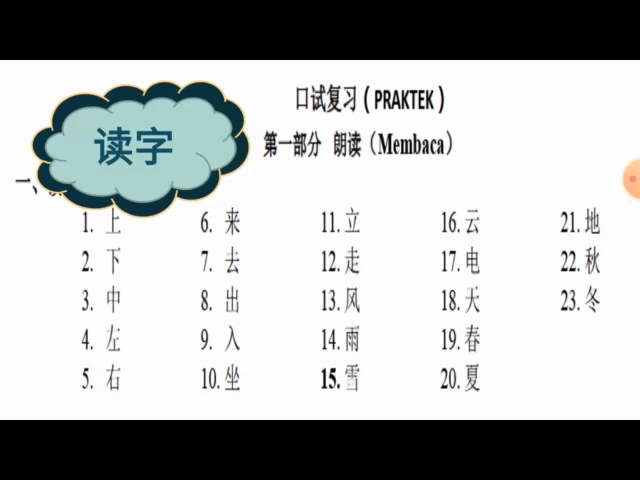 口试复习 ( PRAKTEK )
读字
第一部分 朗读（Membaca）
一、
1. 上 6. 来 11. 立 16. 云 21. 地
2. 下 7. 去 12. 走 17. 电 22. 秋
3. 中 8. 出 13. 风 18. 天 23. 冬
4. 左 9. 入 14. 雨 19. 春
5. 右 10. 坐 15. 雪 20. 夏